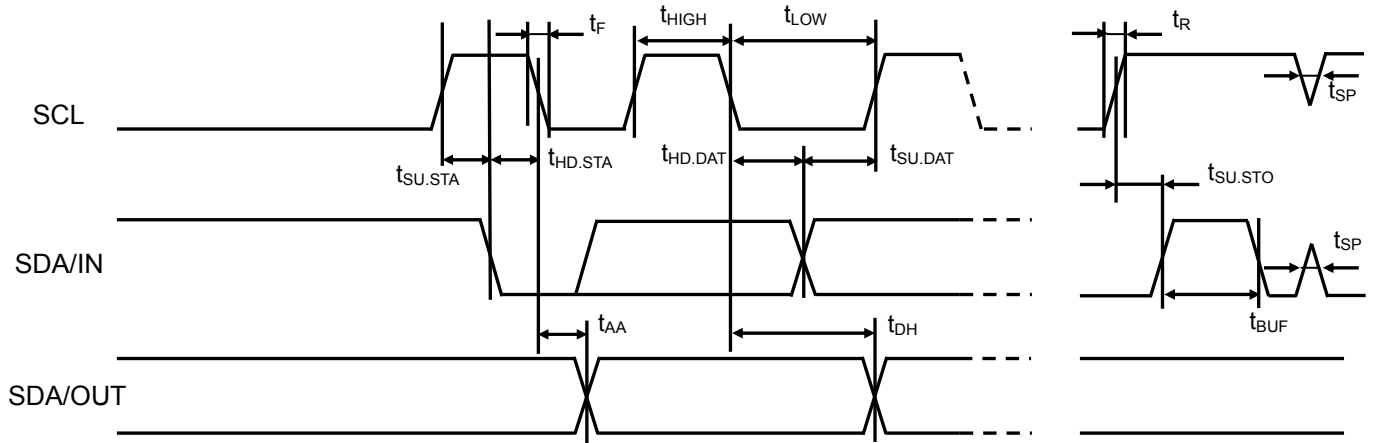 tF
tHIGH
tLOW
tR
SCL
tSP
tSU.STA
tHD.STA
tHD.DAT
tSU.DAT
tSU.STO
SDA/IN
tSP
tAA
tDH
tBUF
SDA/OUT